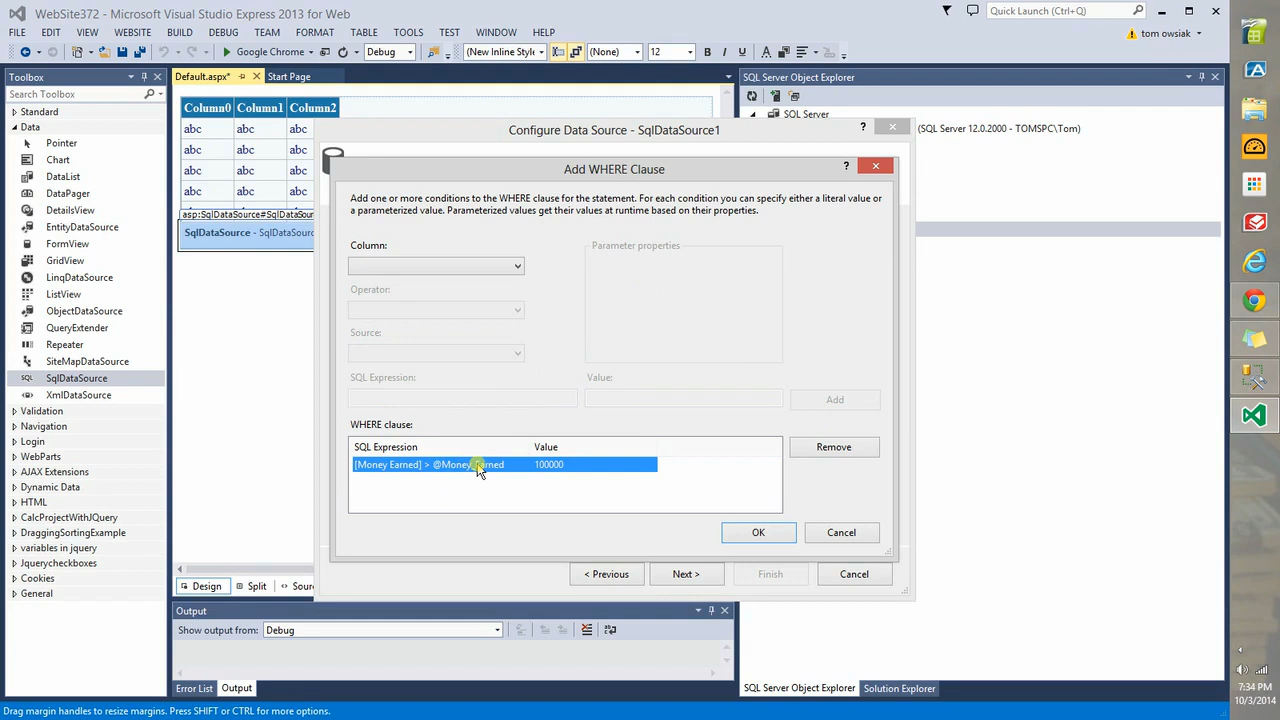 WebSite372 - Microsoft Visual Studio Express 2013 for Web
Quick Launch (Ctrl+Q)
FILE EDIT VIEW WEBSITE BUILD DEBUG TEAM FORMAT TABLE TOOLS TEST WINDOW HELP
tom owsiak
Google Chrome
Debug
(New Inline Style
(None)
12
B I U A
Toolbox
Search Toolbox
Standard
Data
Pointer
Chart
DataList
DataPager
DetailsView
EntityDataSource
FormView
GridView
LinqDataSource
ListView
ObjectDataSource
QueryExtender
Repeater
SiteMapDataSource
SQL SqlDataSource
XmlDataSource
Validation
Navigation
Login
WebParts
AJAX Extensions
Dynamic Data
HTML
CalcProjectWithJQuery
DraggingSortingExample
variables in jquery
Jquerycheckboxes
Cookies
General
Default.aspx*
Start Page
Column0 Column1 Column2
abc abc abc
abc abc abc
abc abc abc
abc abc abc
asp:SqlDataSource#SqlDataSour
SqlDataSource - SqlDataSour
Configure Data Source - SqlDataSource1
?
Add WHERE Clause
?
Add one or more conditions to the WHERE clause for the statement. For each condition you can specify either a literal value or
a parameterized value. Parameterized values get their values at runtime based on their properties.
Column:
Parameter properties
Operator:
Source:
SQL Expression:
Value:
Add
WHERE clause:
SQL Expression Value
[Money Earned] > @Money_Earned 100000
Remove
OK
Cancel
< Previous
Next >
Finish
Cancel
Design
Split
Sour
Output
Show output from: Debug
Error List
Output
SQL Server Object Explorer
SQL Server
(SQL Server 12.0.2000 - TOMSPC\Tom)
SQL Server Object Explorer
Solution Explorer
Drag margin handles to resize margins. Press SHIFT or CTRL for more options.
7:34 PM
10/3/2014